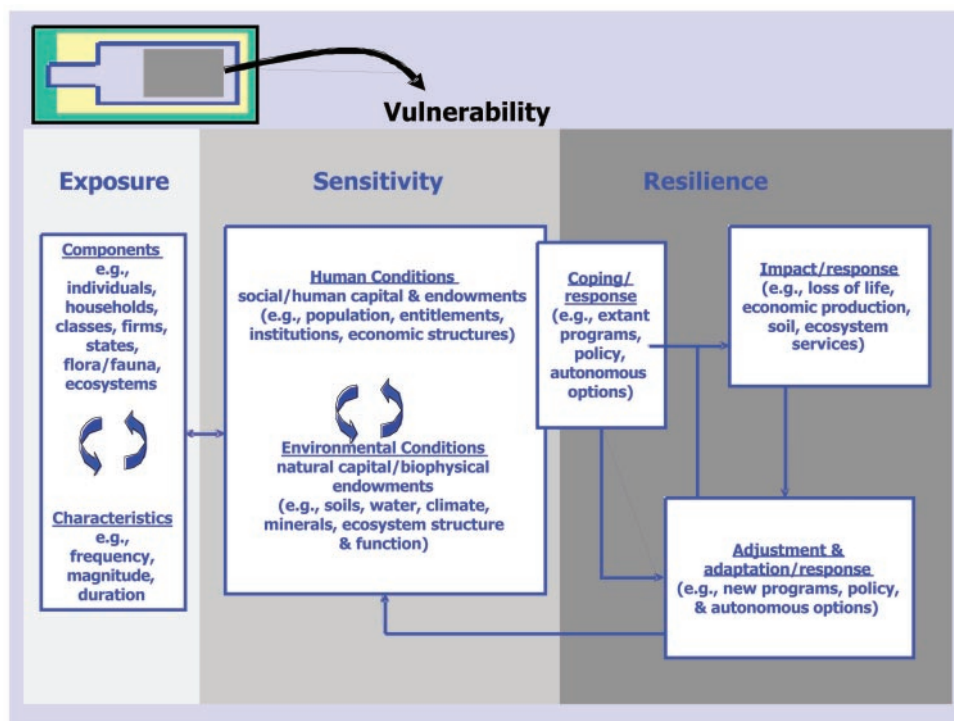 Vulnerability
Exposure
Sensitivity
Resilience
Components
e.g.,
individuals,
households,
classes, firms,
states,
flora/fauna,
ecosystems
Characteristics
e.g.,
frequency,
magnitude,
duration
Human Conditions
social/human capital & endowments
(e.g., population, entitlements,
institutions, economic structures)
Environmental Conditions
natural capital/biophysical
endowments
(e.g., soils, water, climate,
minerals, ecosystem structure
& function)
Coping/
response
(e.g., extant
programs,
policy,
autonomous
options)
Impact/response
(e.g., loss of life,
economic production,
soil, ecosystem
services)
Adjustment &
adaptation/response
(e.g., new programs, policy,
& autonomous options)